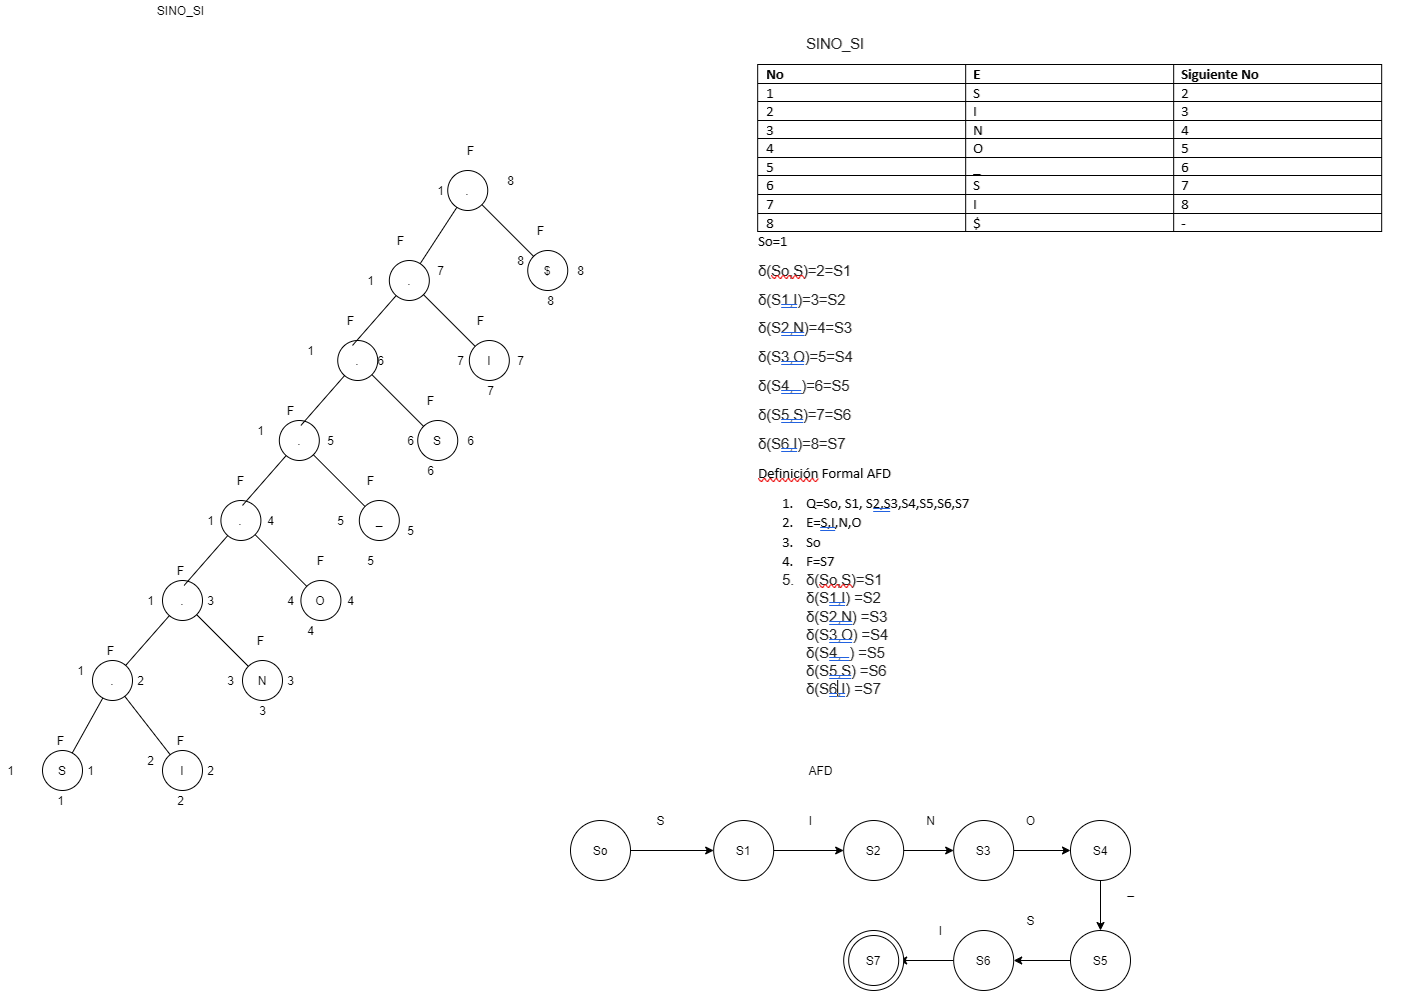 SINO_SI
F
1 . 8
F
F
1 . 7
8 $ 8
8
F
F
1 . 6
7 I 7
7
F
F
1 . 5
6 S 6
6
F
F
1 . 4
5 _ 5
5
F
F
1 . 3
4 O 4
4
F
F
1 . 2
3 N 3
3
F
F
1 S 1
2 I 2
1
2
SINO_SI
No E Siguiente No
1 S 2
2 I 3
3 N 4
4 O 5
5 _ 6
6 S 7
7 I 8
8 $ -
So=1
δ(So,S)=2=S1
δ(S1,I)=3=S2
δ(S2,N)=4=S3
δ(S3,O)=5=S4
δ(S4,_)=6=S5
δ(S5,S)=7=S6
δ(S6,I)=8=S7
Definición Formal AFD
1. Q=So, S1, S2,S3,S4,S5,S6,S7
2. E=S,I,N,O
3. So
4. F=S7
5. δ(So,S)=S1
δ(S1,I) =S2
δ(S2,N) =S3
δ(S3,O) =S4
δ(S4,_) =S5
δ(S5,S) =S6
δ(S6,I) =S7
AFD
S I N O
So S1 S2 S3 S4
_
I S
S7 S6 S5